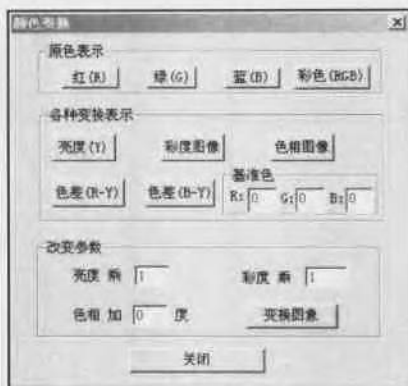 颜色变换
原色表示
红(R) 绿(G) 蓝(B) 彩色(RGB)
各种变换表示
亮度(Y) 彩度图像 色相图像
色差(R-Y) 色差(B-Y) 基准色
R:0 G:0 B:0
改变参数
亮度 乘 1 彩度 乘 1
色相 加 0 度 变换图象
关闭